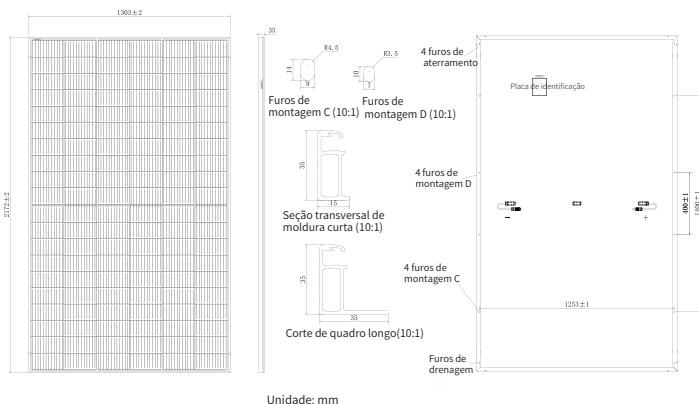 1303±2
2172±2
35
R4.5
14
9
Furos de
montagem C (10:1)
R3.5
10
7
Furos de
montagem D (10:1)
35
15
Seção transversal de
moldura curta (10:1)
35
35
Corte de quadro longo(10:1)
4 furos de
aterramento
Placa de identificação
4 furos de
montagem D
4 furos de
montagem C
Furos de
drenagem
−
+
400±1
1400±1
1253±1
Unidade: mm